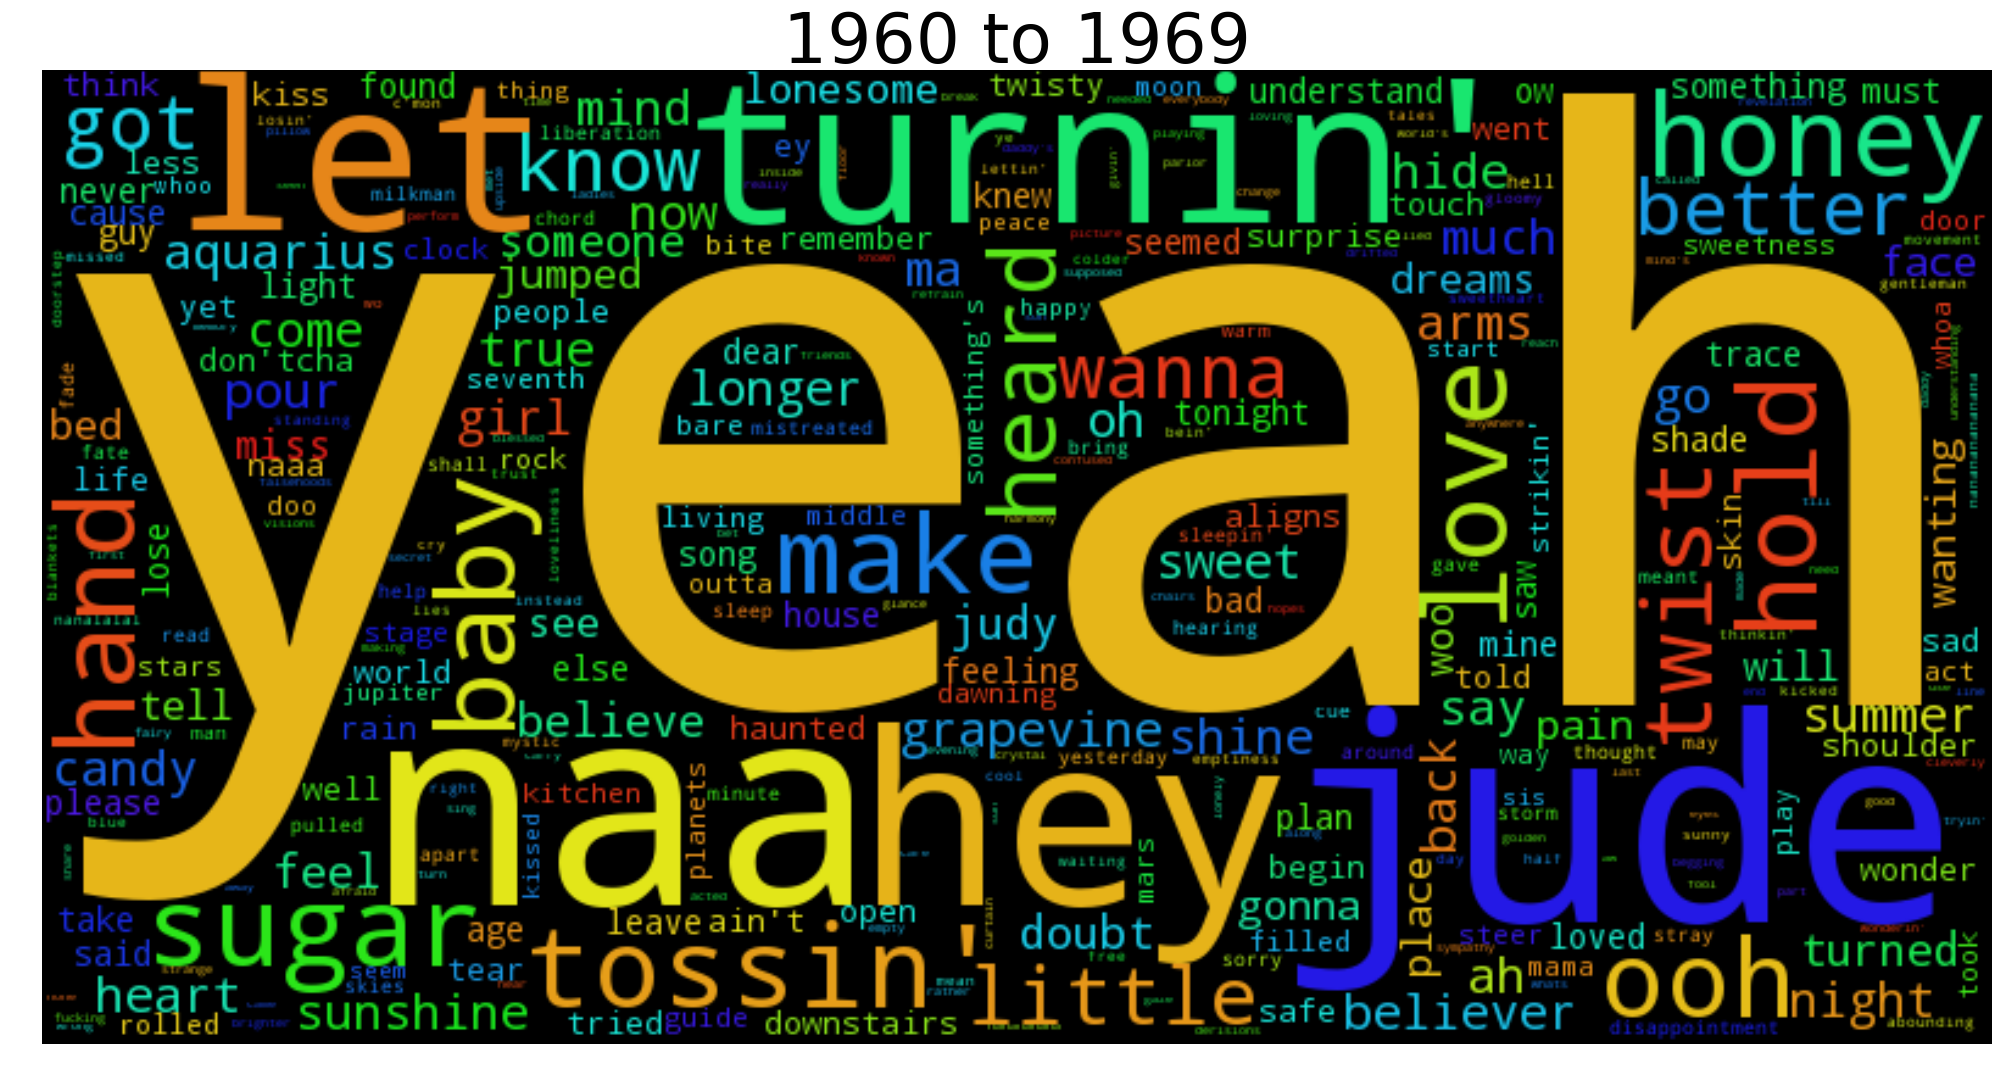 1960 to 1969
think
kiss
found
c'mon
thing
lonesome
break
twisty
moon
everybody
understand
ow
something
must
got
let
losin'
pillow
mind
liberation
turnin'
ey
playing
loving
tales
world's
went
honey
less
know
inside
really
floor
daddy's
lettin'
parlor
givin'
change
hide
hell
called
never
whoo
milkman
upside
ladies
knew
touch
gloomy
better
cause
perform
chord
now
peace
door
guy
aquarius
clock
someone
bite
remember
picture
seemed
surprise
much
sweetness
movement
missed
doorstep
light
jumped
known
ma
refrain
heard
colder
supposed
drifted
dreams
mind's
face
gentleman
yet
come
people
something's
happy
sweetheart
arms
whoa
don'tcha
true
dear
friends
yeah
warm
wanna
start
reach
trace
understanding
fade
pour
seventh
longer
oh
tonight
love
go
hold
daddy
nananananana
bed
standing
girl
blessed
bare
mistreated
bein'
bring
confused
anywhere
shade
wanting
miss
naaa
fate
life
falsehoods
shall
rock
trust
hand
doo
visions
baby
loveliness
living
middle
harmony
aligns
sleepin'
strikin'
twist
skin
till
blankets
first
lose
cry
secret
song
make
sweet
gave
saw
meant
made
need
outta
help
lies
instead
sleep
house
glance
chairs
bad
hopes
hearing
nanalalal
read
stage
making
see
judy
woo
mine
thinkin'
sad
stars
world
else
feeling
told
will
act
tell
jupiter
dawning
kicked
end
line
fairy
man
rain
believe
haunted
grapevine
shine
cue
say
pain
summer
candy
mystic
carry
evening
crystal
yesterday
emptiness
around
way
thought
may
shoulder
cleverly
please
well
right
kitchen
planets
minute
cool
lonely
back
last
blue
pulled
sing
naa
hey
plan
jude
sis
storm
golden
good
sunny
play
tryin'
feel
apart
turn
kissed
waiting
mars
begin
along
day
half
begging
fool
wonder
afraid
acted
gonna
place
part
take
sugar
age
leave
ain't
open
empty
curtain
doubt
filled
steer
loved
stray
wonderin'
turned
said
strange
seem
skies
tear
tossin'
free
sorry
sympathy
ah
mama
ooh
took
heart
near
mean
rather
little
whats
night
fucking
rolled
brighter
sunshine
tried
guide
downstairs
derisions
safe
believer
disappointment
abounding